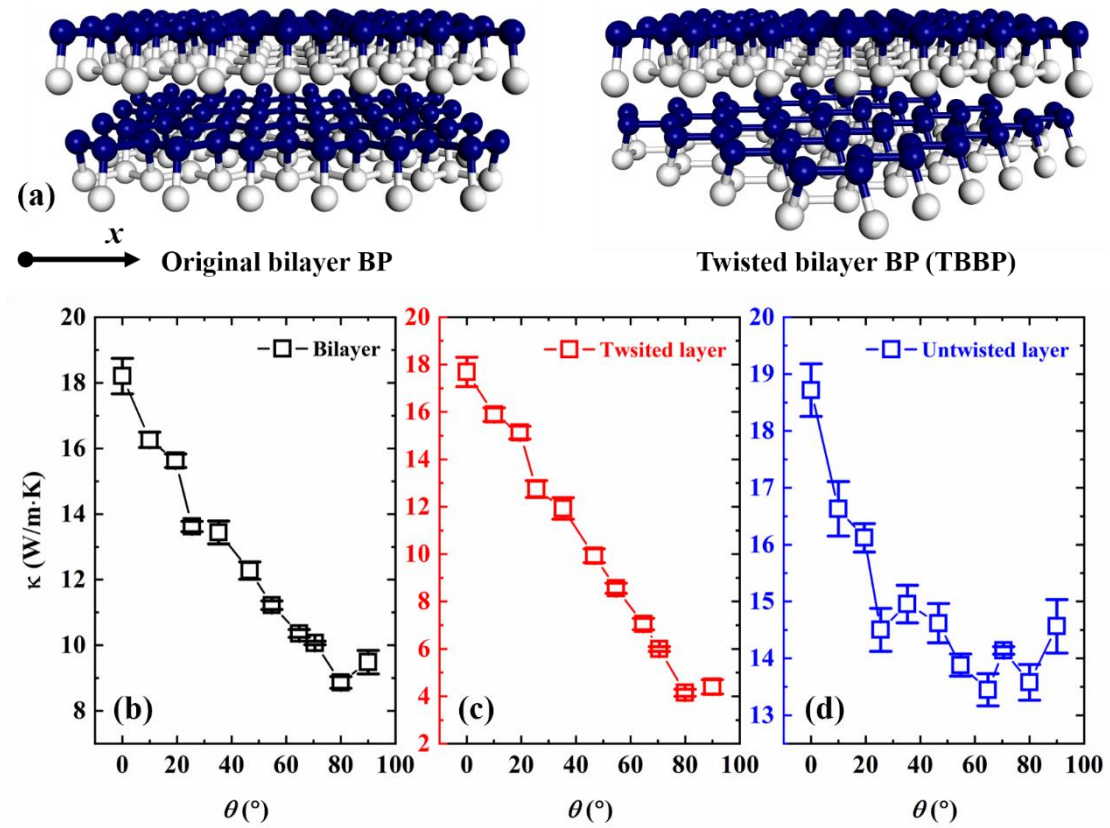 (a)
x
Original bilayer BP
Twisted bilayer BP (TBBP)
20
18
16
14
12
10
8
κ (W/m·K)
Bilayer
(b)
0 20 40 60 80 100
θ (°)
20
18
16
14
12
10
8
6
4
2
Twsited layer
(c)
0 20 40 60 80 100
θ (°)
20
19
18
17
16
15
14
13
Untwisted layer
(d)
0 20 40 60 80 100
θ (°)